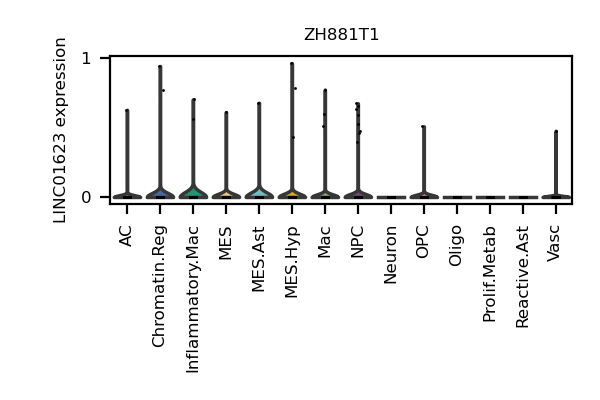 ZH881T1
LINC01623 expression
1
0
AC
Chromatin.Reg
Inflammatory.Mac
MES
MES.Ast
MES.Hyp
Mac
NPC
Neuron
OPC
Oligo
Prolif.Metab
Reactive.Ast
Vasc